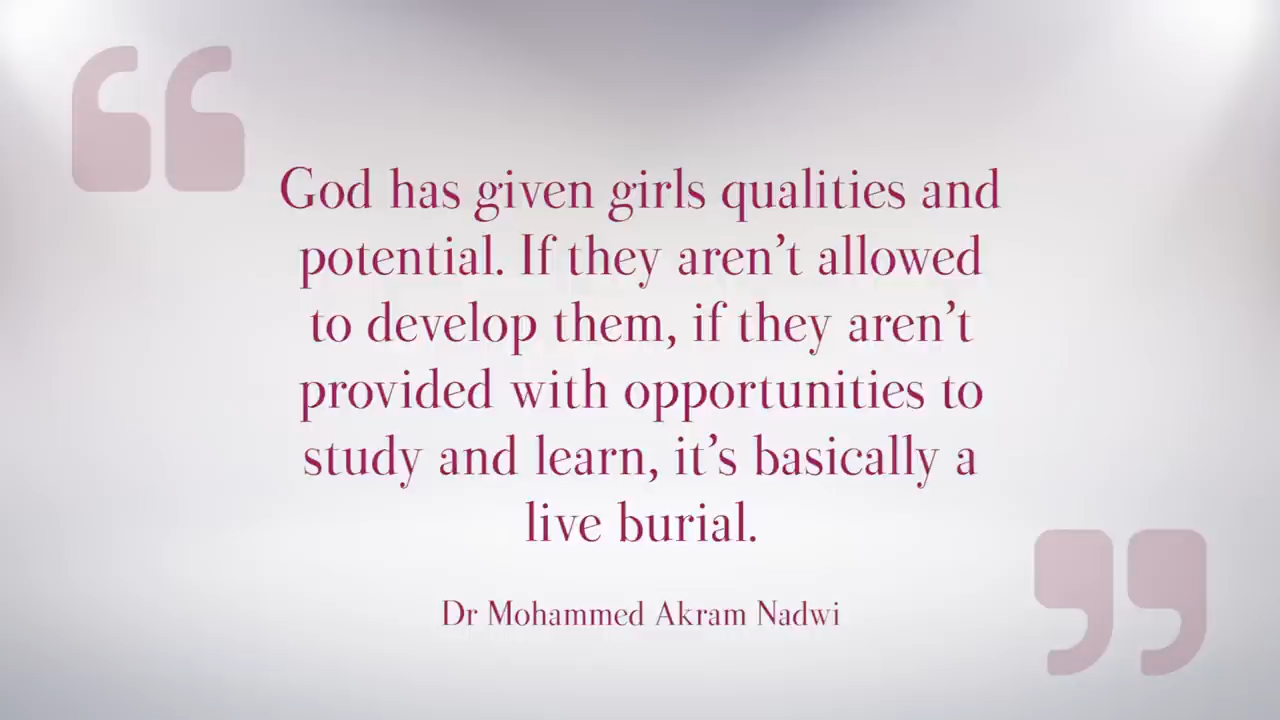 God has given girls qualities and
potential. If they aren’t allowed
to develop them, if they aren’t
provided with opportunities to
study and learn, it’s basically a
live burial.
Dr Mohammed Akram Nadwi